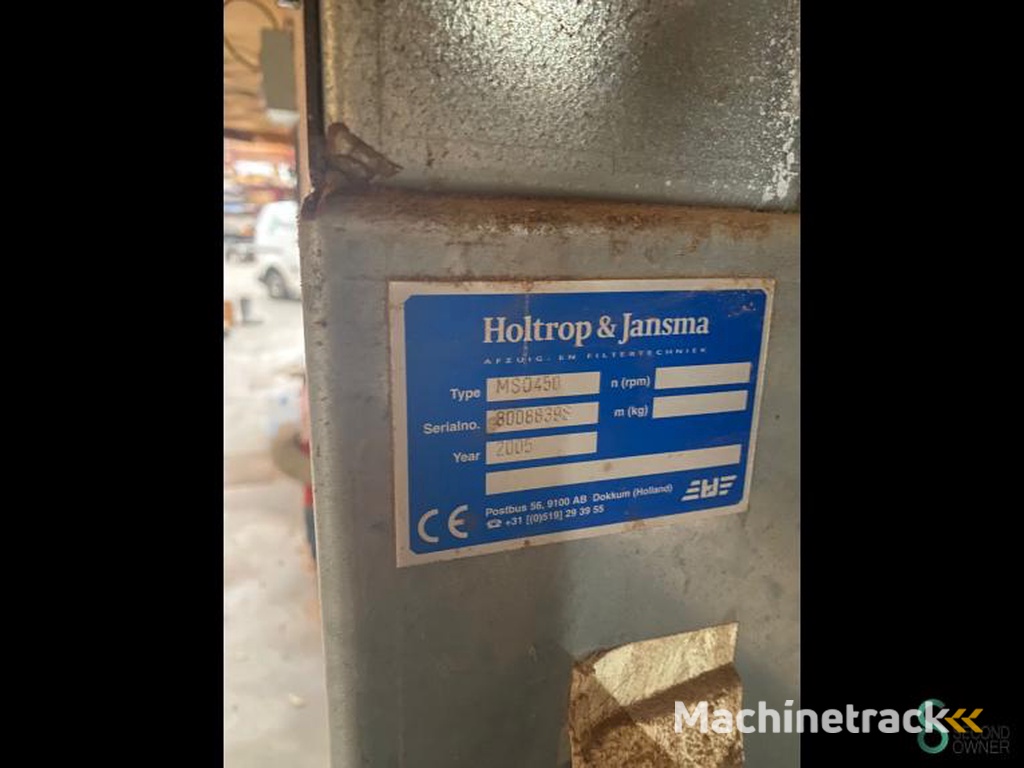 Holtrop & Jansma
AFZUIG- EN FILTERTECHNIEK
Type MSO450 n (rpm)
Serialno. m (kg)
Year 2005
Postbus 56, 9100 AB Dokkum (Holland)
☎ +31 [(0)519] 29 39 55
CE
Machinetrack
SECOND
OWNER